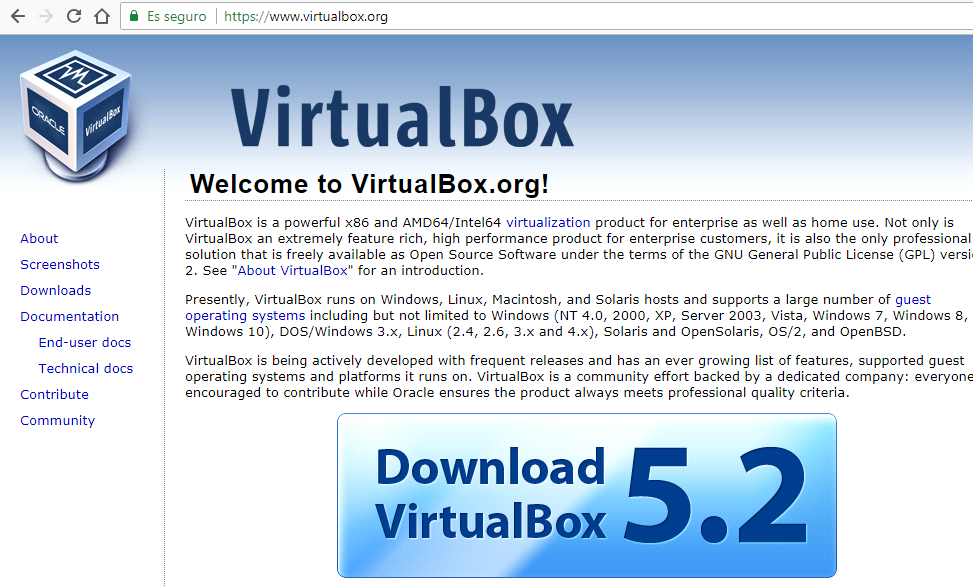 Es seguro https://www.virtualbox.org
ORACLE
VirtualBox
VirtualBox
Welcome to VirtualBox.org!
VirtualBox is a powerful x86 and AMD64/Intel64 virtualization product for enterprise as well as home use. Not only is
VirtualBox an extremely feature rich, high performance product for enterprise customers, it is also the only professional
solution that is freely available as Open Source Software under the terms of the GNU General Public License (GPL) versi
2. See "About VirtualBox" for an introduction.
Presently, VirtualBox runs on Windows, Linux, Macintosh, and Solaris hosts and supports a large number of guest
operating systems including but not limited to Windows (NT 4.0, 2000, XP, Server 2003, Vista, Windows 7, Windows 8,
Windows 10), DOS/Windows 3.x, Linux (2.4, 2.6, 3.x and 4.x), Solaris and OpenSolaris, OS/2, and OpenBSD.
VirtualBox is being actively developed with frequent releases and has an ever growing list of features, supported guest
operating systems and platforms it runs on. VirtualBox is a community effort backed by a dedicated company: everyone
encouraged to contribute while Oracle ensures the product always meets professional quality criteria.
About
Screenshots
Downloads
Documentation
End-user docs
Technical docs
Contribute
Community
Download
VirtualBox 5.2